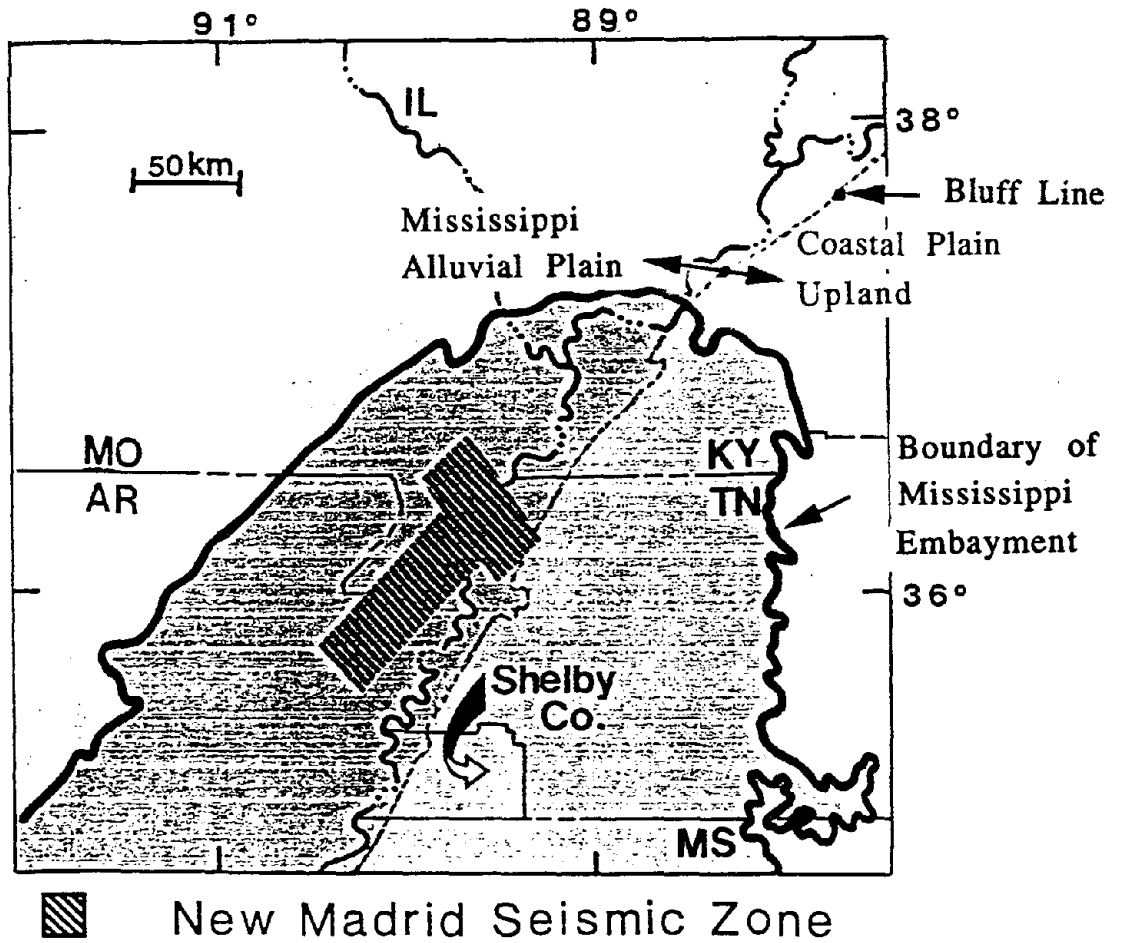 91° 89°
IL
38°
50km
Bluff Line
Mississippi
Alluvial Plain
Coastal Plain
Upland
MO
AR
KY
TN
Boundary of
Mississippi
Embayment
36°
Shelby
Co.
MS
New Madrid Seismic Zone